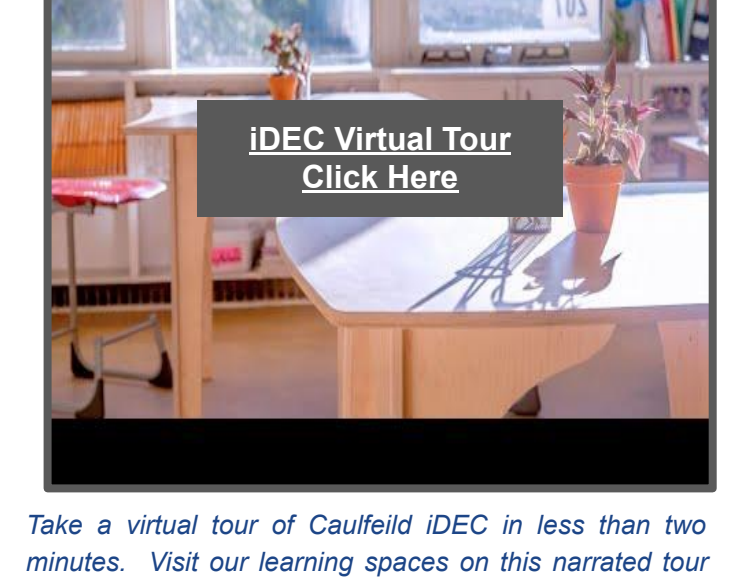 iDEC Virtual Tour
Click Here
Take a virtual tour of Caulfeild iDEC in less than two
minutes.  Visit our learning spaces on this narrated tour